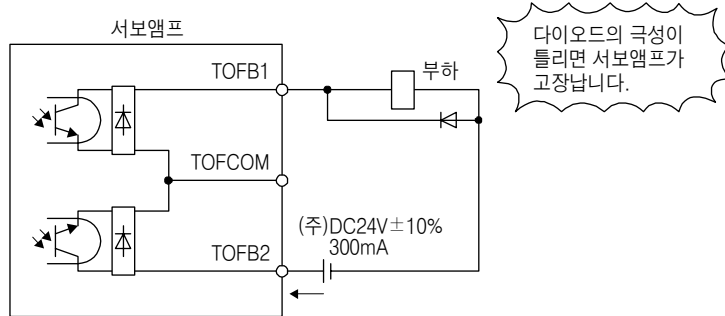 서보앰프
다이오드의 극성이
틀리면 서보앰프가
고장납니다.
TOFB1
부하
TOFCOM
(주)DC24V±10%
300mA
TOFB2